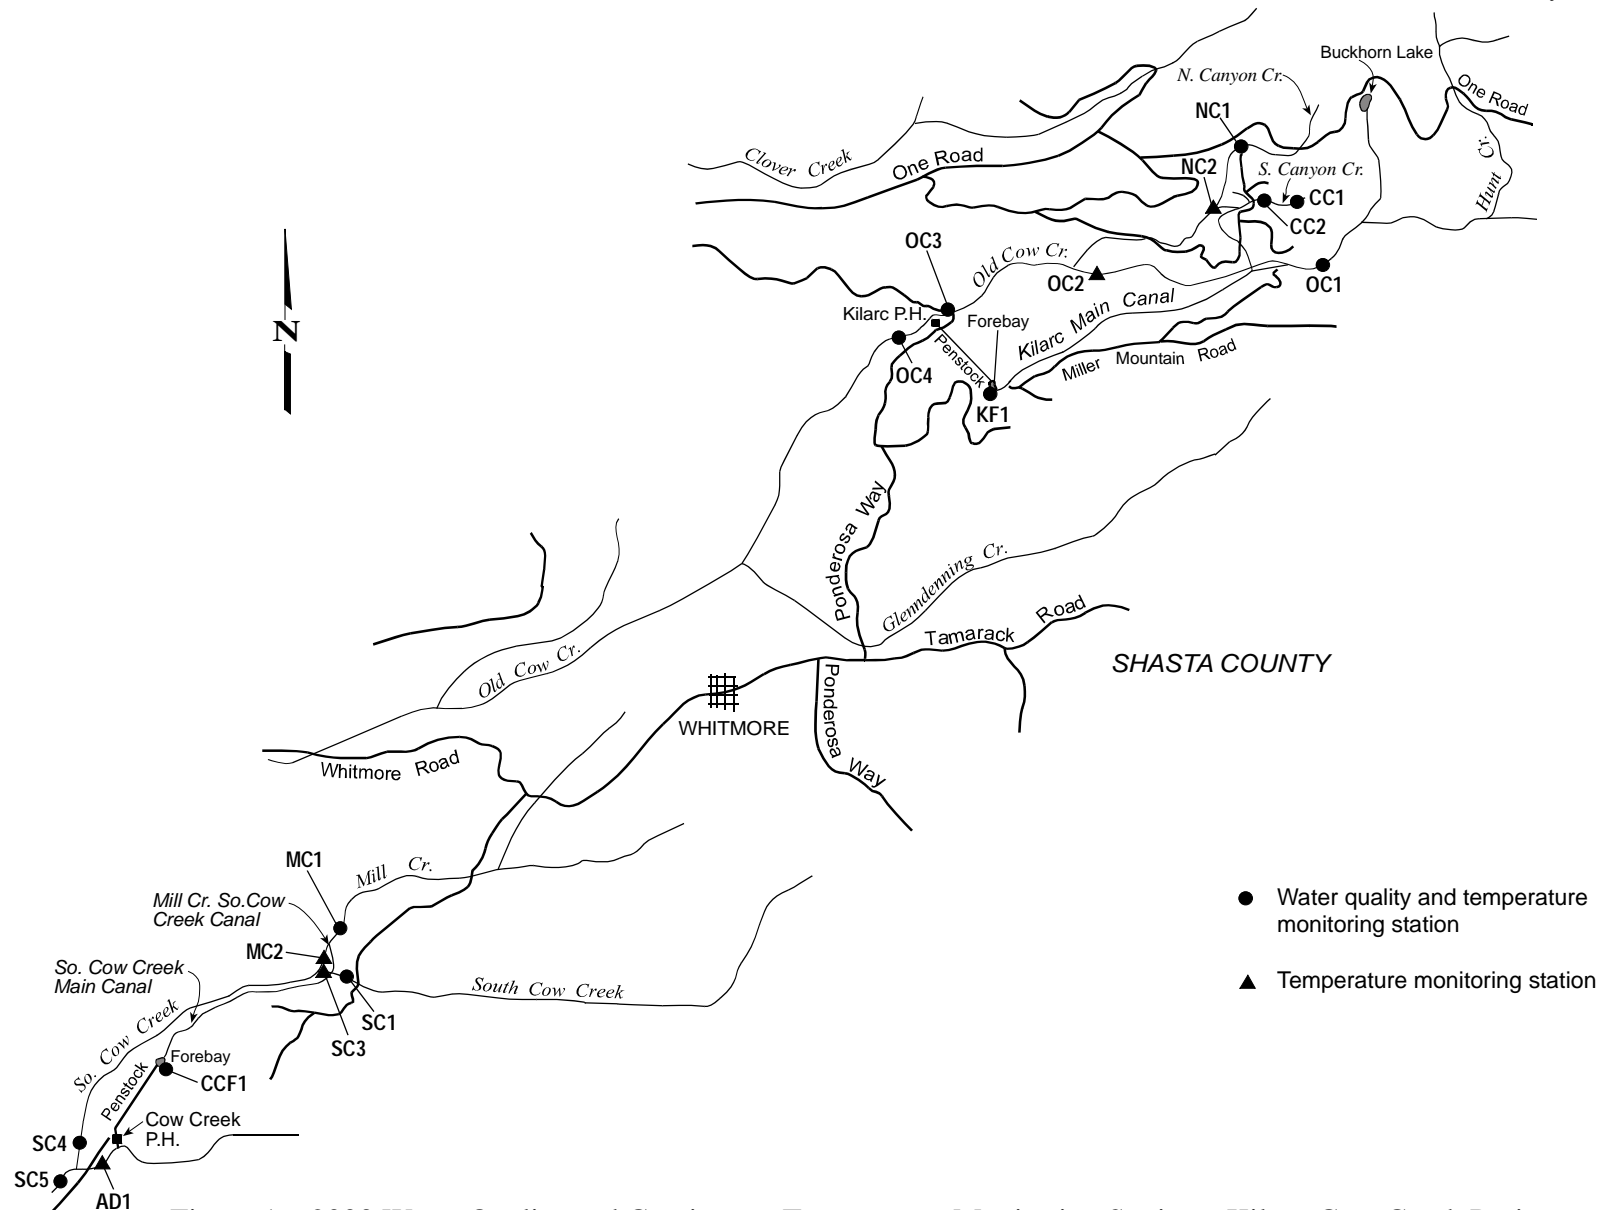 Buckhorn Lake
N. Canyon Cr.
One Road
NC1
Clover Creek
One Road
NC2
S. Canyon Cr.
Hunt Cr.
CC1
CC2
OC3
Old Cow Cr.
OC2
OC1
Kilarc Main Canal
Kilarc P.H.
Forebay
Penstock
Miller Mountain Road
OC4
KF1
N
Ponderosa Way
Glenndenning Cr.
Tamarack Road
SHASTA COUNTY
Old Cow Cr.
Ponderosa Way
WHITMORE
Whitmore Road
MC1
Mill Cr.
Mill Cr. So.Cow
Creek Canal
MC2
So. Cow Creek
Main Canal
South Cow Creek
So. Cow Creek
SC1
SC3
Forebay
Penstock
CCF1
Cow Creek
P.H.
SC4
SC5
AD1
Water quality and temperature
monitoring station
Temperature monitoring station